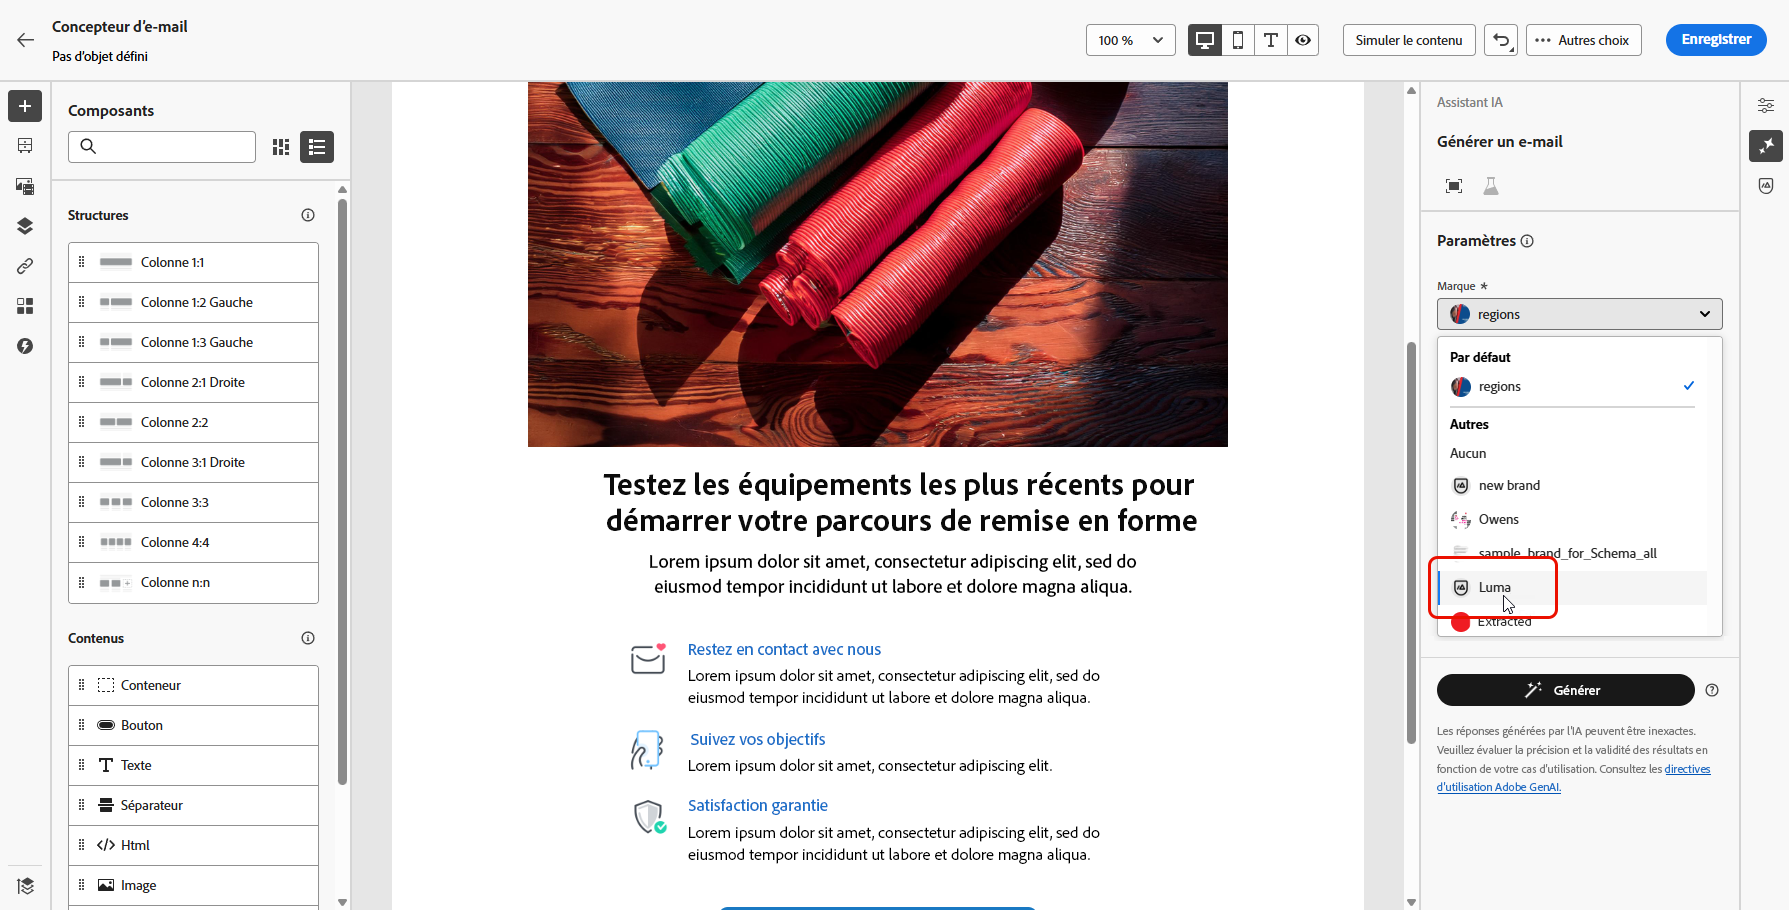 Concepteur d'e-mail
Pas d'objet défini
100 %
Simuler le contenu
Autres choix
Enregistrer
Composants
Structures
Colonne 1:1
Colonne 1:2 Gauche
Colonne 1:3 Gauche
Colonne 2:1 Droite
Colonne 2:2
Colonne 3:1 Droite
Colonne 3:3
Colonne 4:4
Colonne n:n
Contenus
Conteneur
Bouton
Texte
Séparateur
Html
Image
Testez les équipements les plus récents pour
démarrer votre parcours de remise en forme
Lorem ipsum dolor sit amet, consectetur adipiscing elit, sed do
eiusmod tempor incididunt ut labore et dolore magna aliqua.
Restez en contact avec nous
Lorem ipsum dolor sit amet, consectetur adipiscing elit, sed do
eiusmod tempor incididunt ut labore et dolore magna aliqua.
Suivez vos objectifs
Lorem ipsum dolor sit amet, consectetur adipiscing elit.
Satisfaction garantie
Lorem ipsum dolor sit amet, consectetur adipiscing elit, sed do
eiusmod tempor incididunt ut labore et dolore magna aliqua.
Assistant IA
Générer un e-mail
Paramètres
Marque *
regions
Par défaut
regions
Autres
Aucun
new brand
Owens
sample_brand_for_Schema_all
Luma
Extracted
Générer
Les réponses générées par l'IA peuvent être inexactes.
Veuillez évaluer la précision et la validité des résultats en
fonction de votre cas d'utilisation. Consultez les directives
d'utilisation Adobe GenAI.